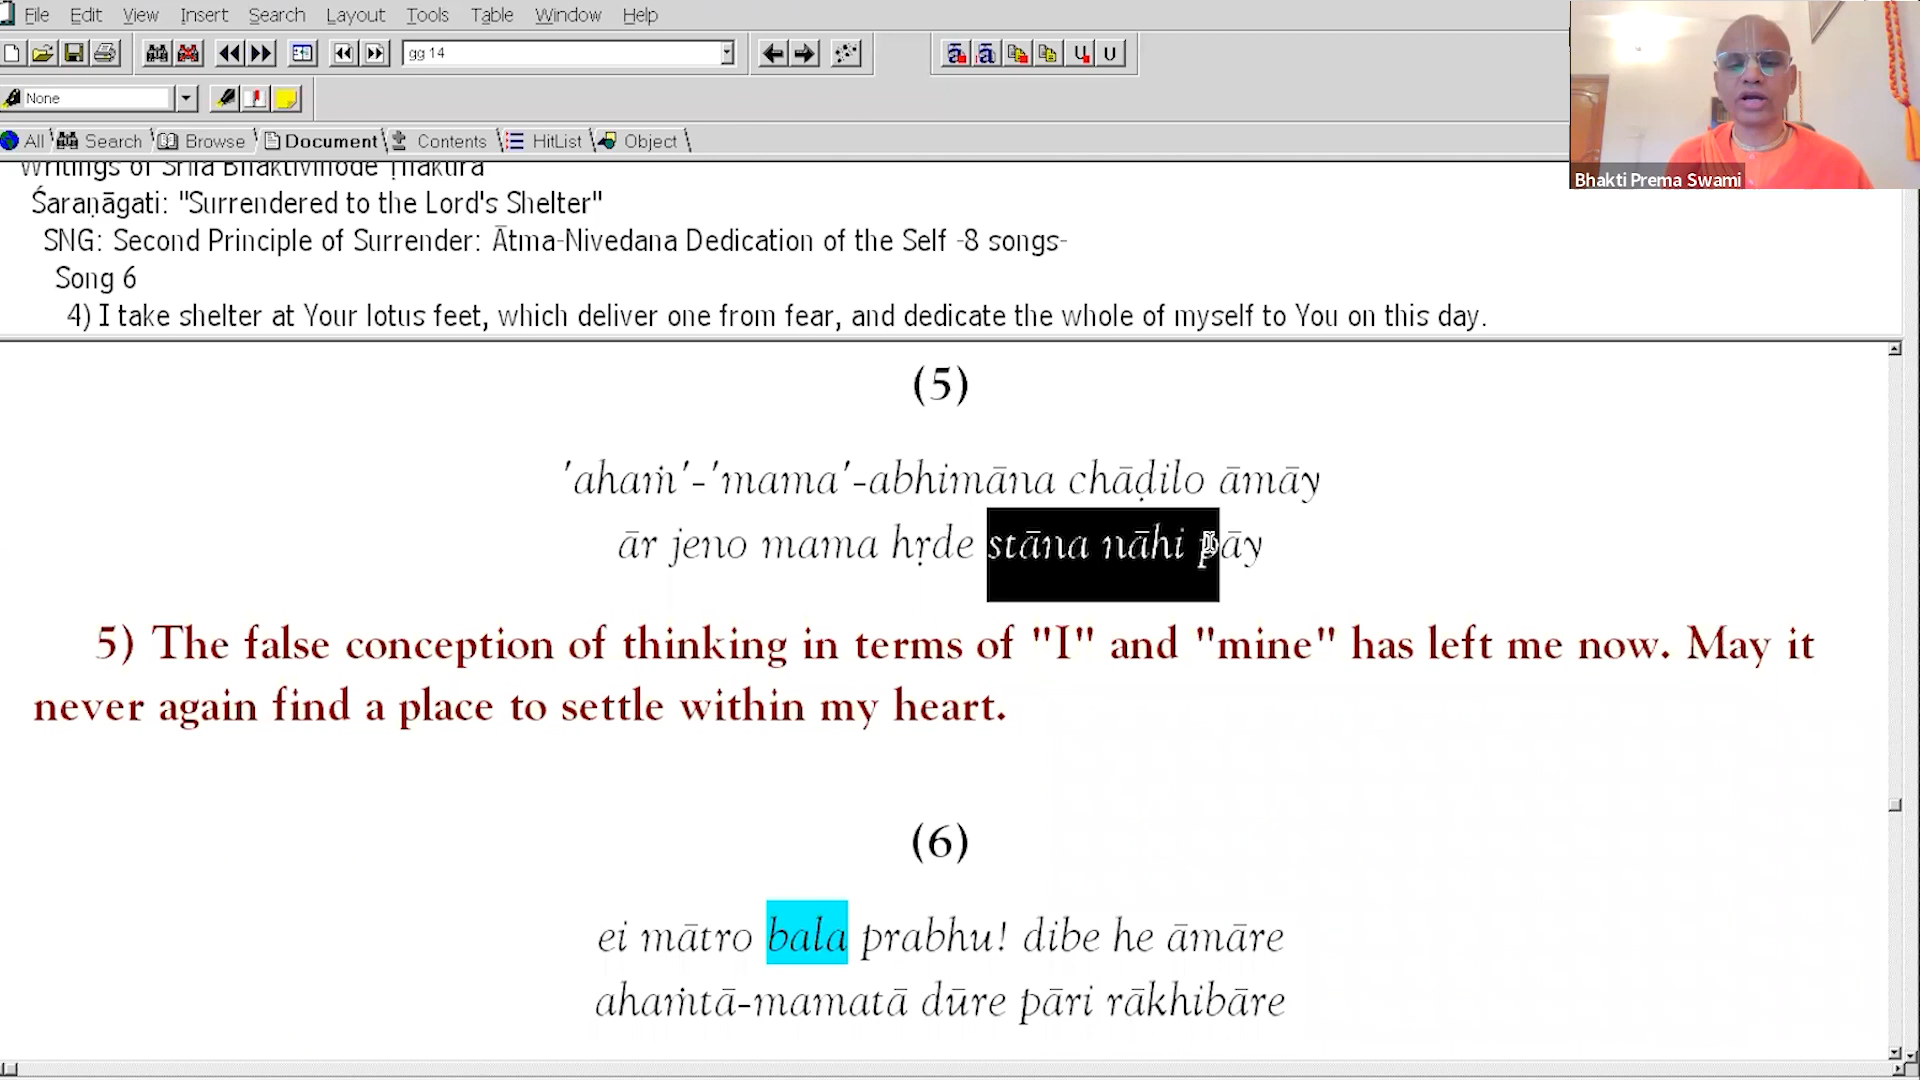 File Edit View Insert Search Layout Tools Table Window Help
gg 14
None
All Search Browse Document Contents HitList Object
Writings of Srila Bhaktivinode Ṭhākura
Śaraṇāgati: "Surrendered to the Lord's Shelter"
SNG: Second Principle of Surrender: Ātma-Nivedana Dedication of the Self -8 songs-
Song 6
4) I take shelter at Your lotus feet, which deliver one from fear, and dedicate the whole of myself to You on this day.
Bhakti Prema Swami
(5)
'ahaṁ'-'mama'-abhimāna chāḍilo āmāy
ār jeno mama hṛde stāna nāhi pāy
5) The false conception of thinking in terms of "I" and "mine" has left me now. May it
never again find a place to settle within my heart.
(6)
ei mātro bala prabhu! dibe he āmāre
ahaṁtā-mamatā dūre pāri rākhibāre